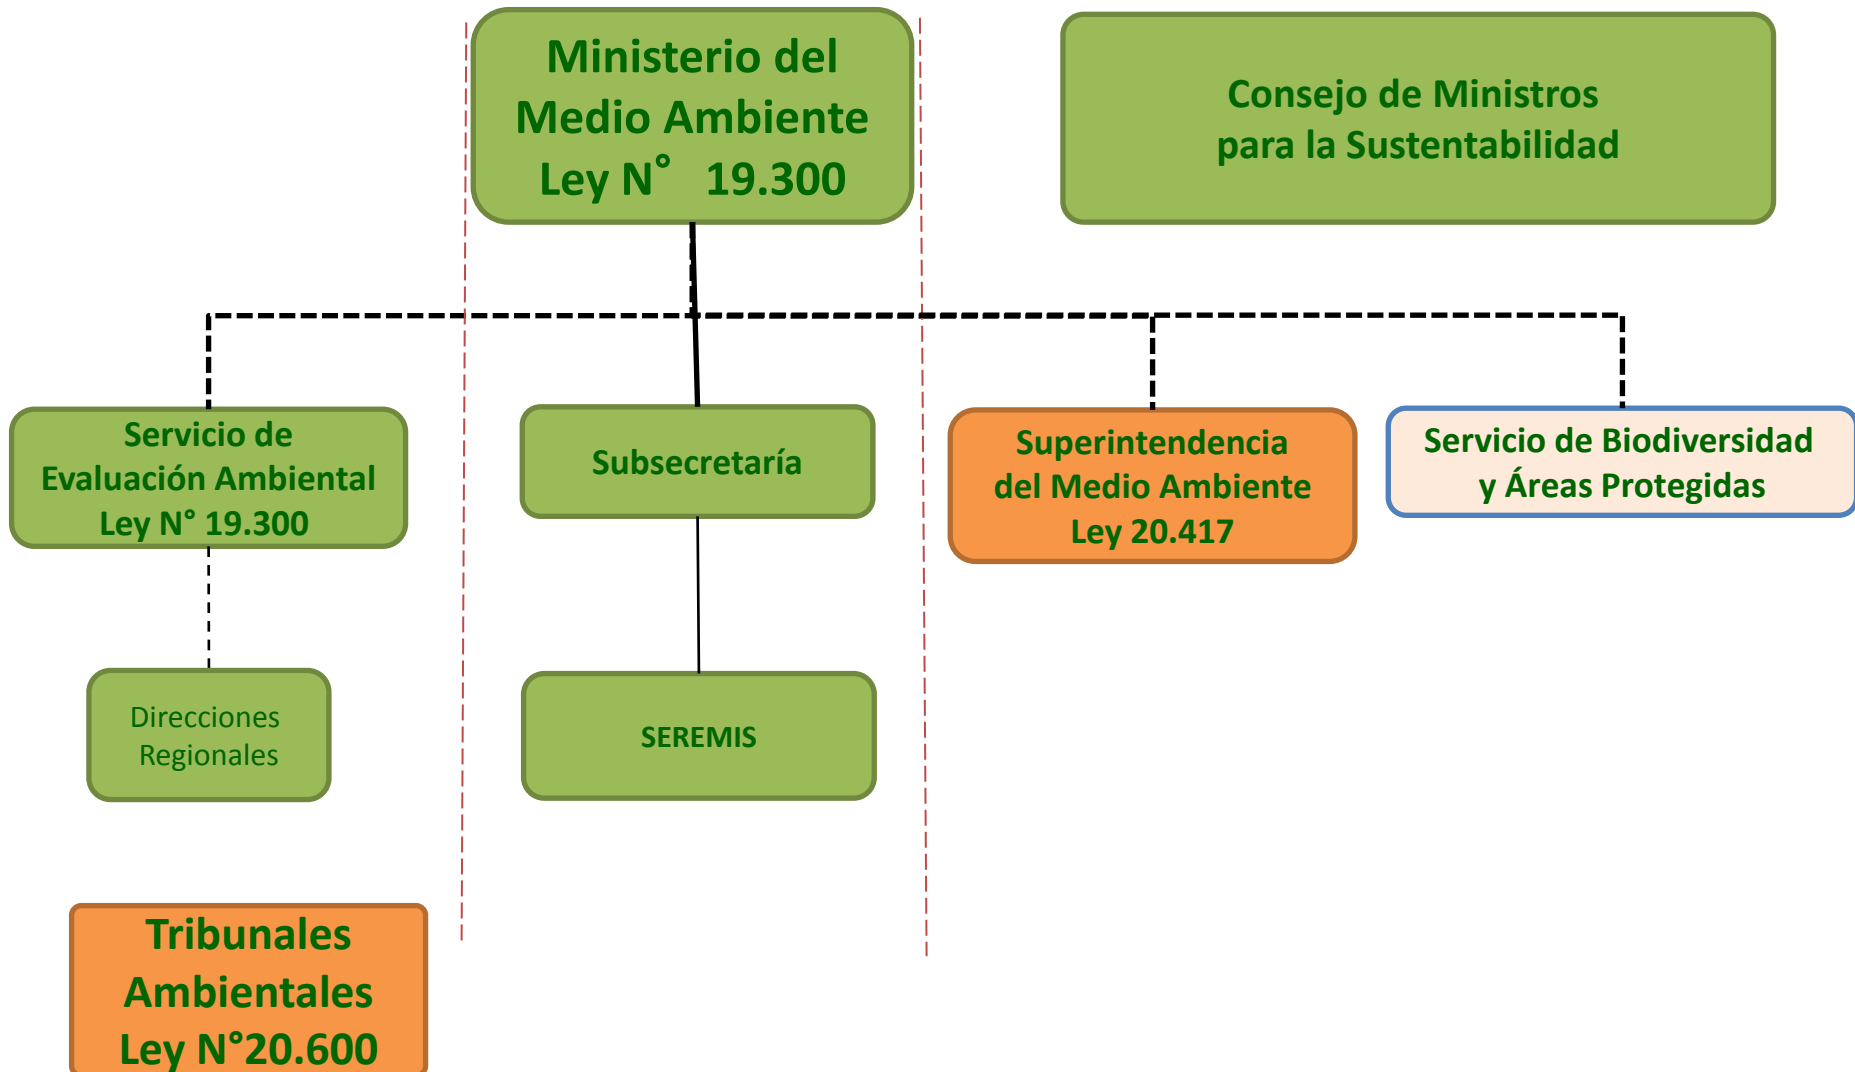 Ministerio del
Medio Ambiente
Ley N° 19.300
Consejo de Ministros
para la Sustentabilidad
Servicio de
Evaluación Ambiental
Ley N° 19.300
Subsecretaría
Superintendencia
del Medio Ambiente
Ley 20.417
Servicio de Biodiversidad
y Áreas Protegidas
Direcciones
Regionales
SEREMIS
Tribunales
Ambientales
Ley N°20.600